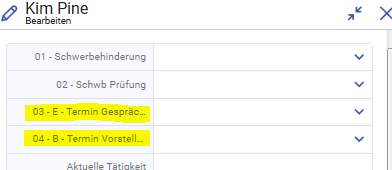 Kim Pine
Bearbeiten
01 - Schwerbehinderung
02 - Schwb Prüfung
03 - E - Termin Gespräc...
04 - B - Termin Vorstell...
Aktuelle Tätigkeit